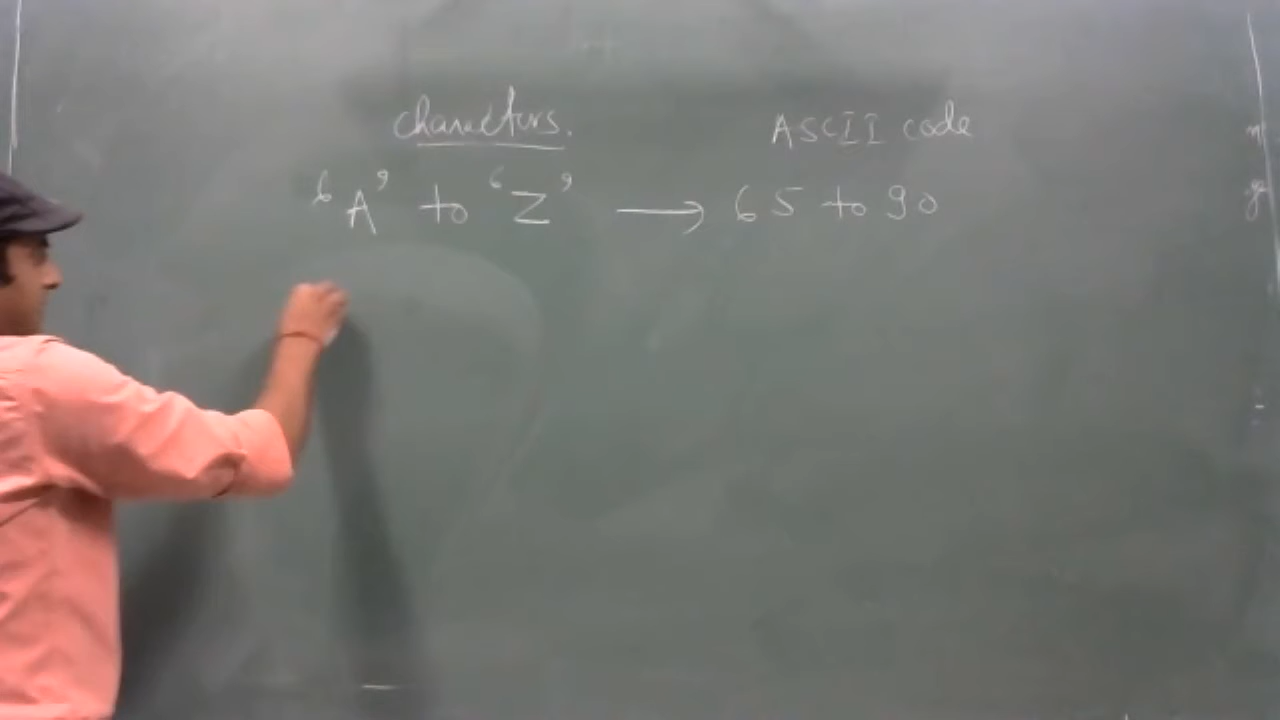 Characters. ASCII code
‘A’ to ‘Z’ → 65 to 90